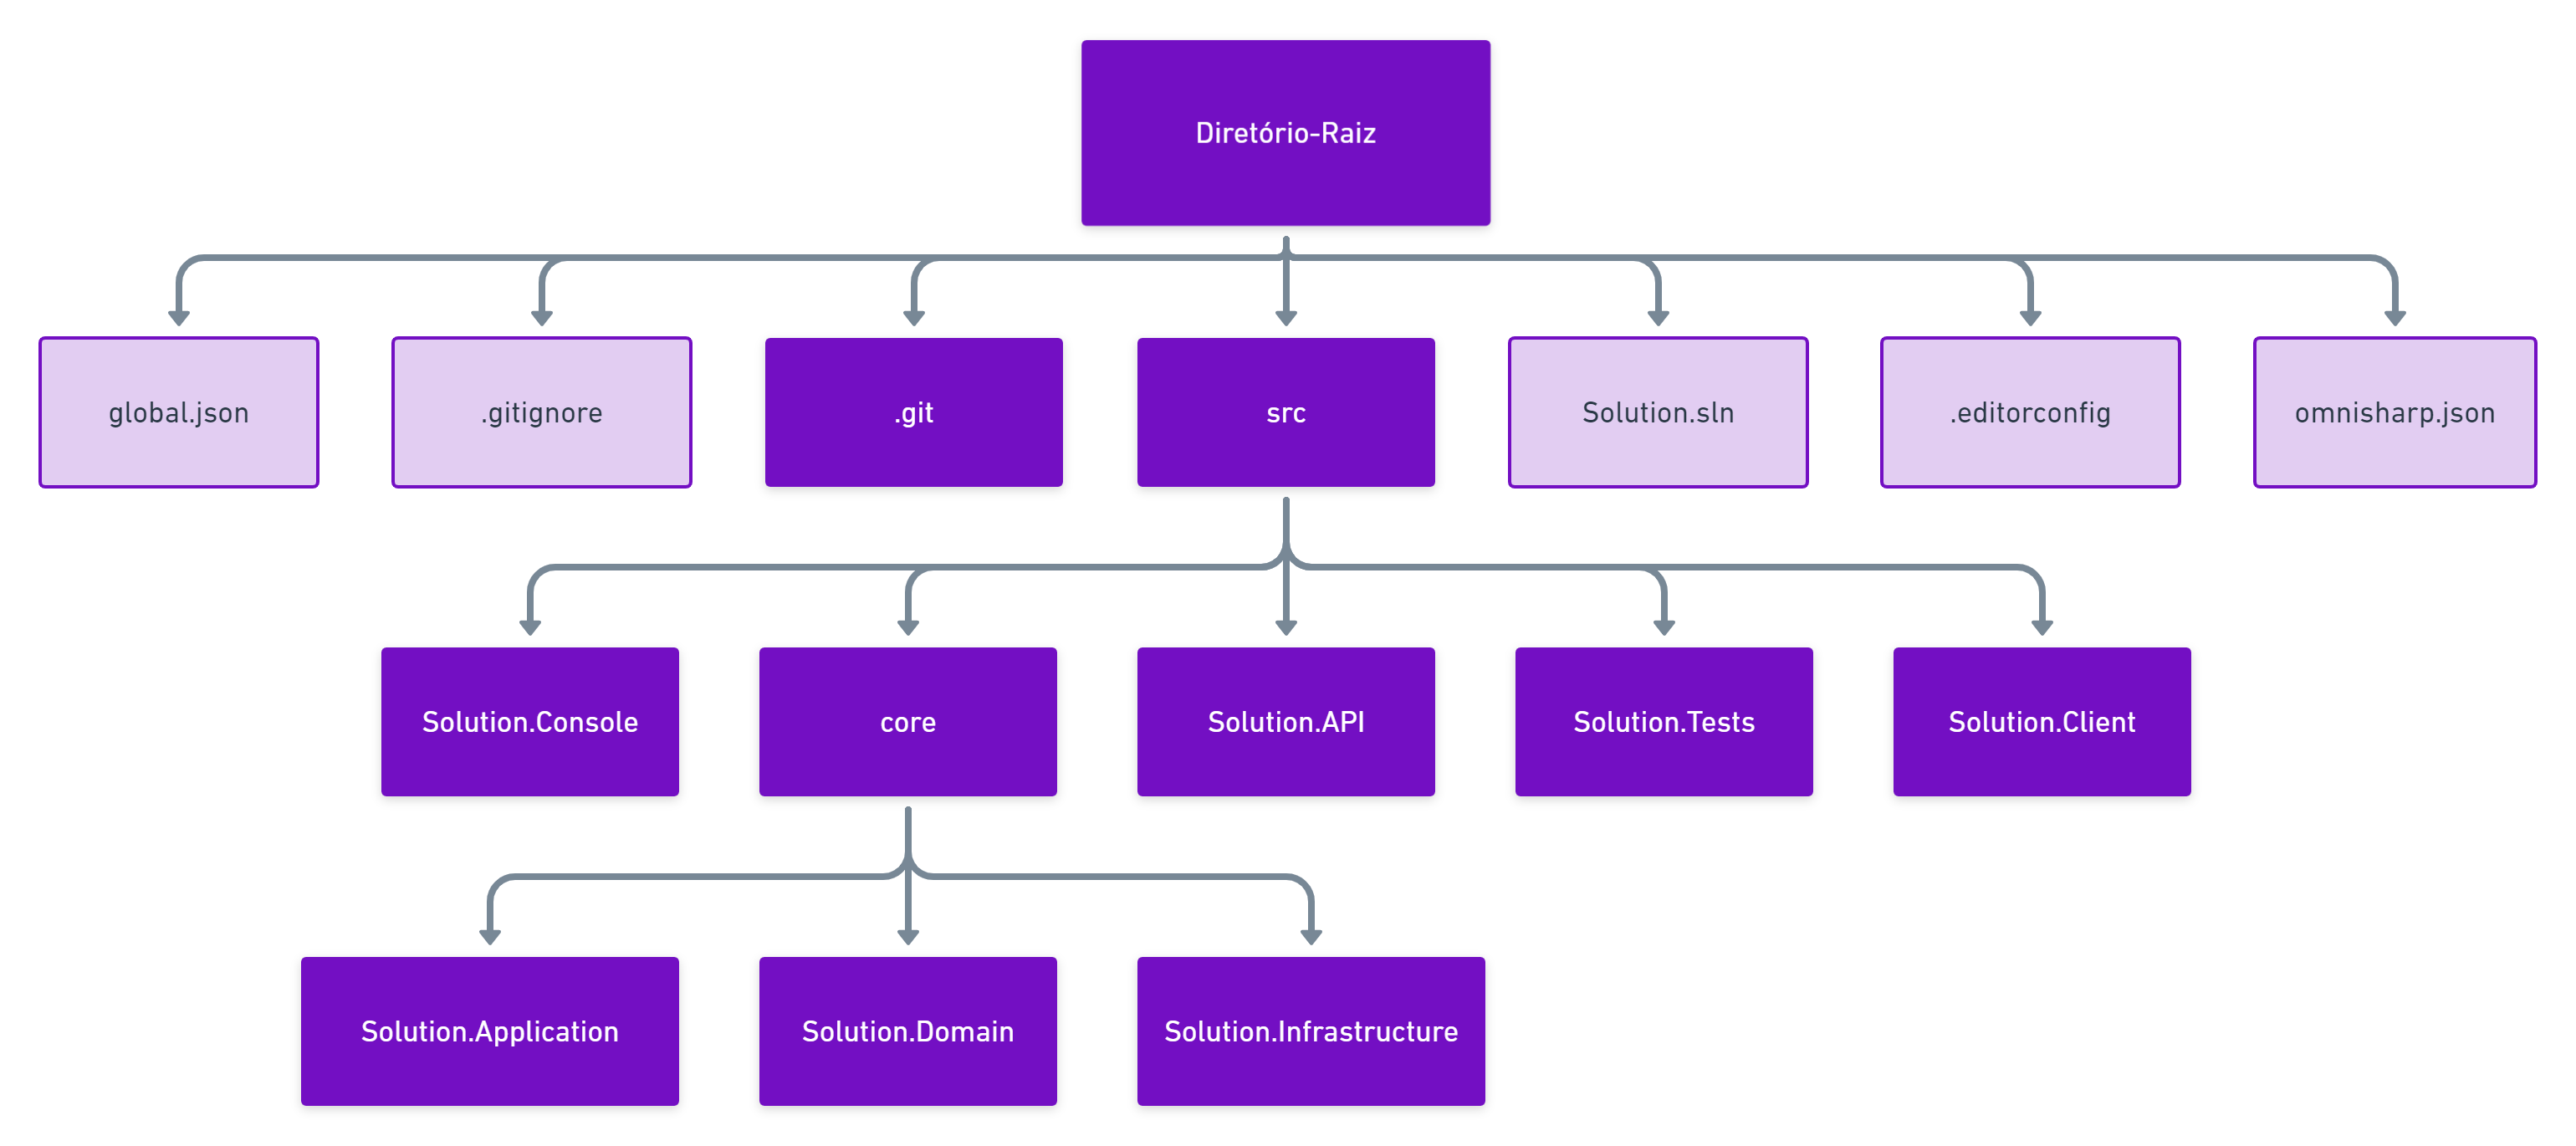 Diretório-Raiz
global.json
.gitignore
.git
src
Solution.sln
.editorconfig
omnisharp.json
Solution.Console
core
Solution.API
Solution.Tests
Solution.Client
Solution.Application
Solution.Domain
Solution.Infrastructure